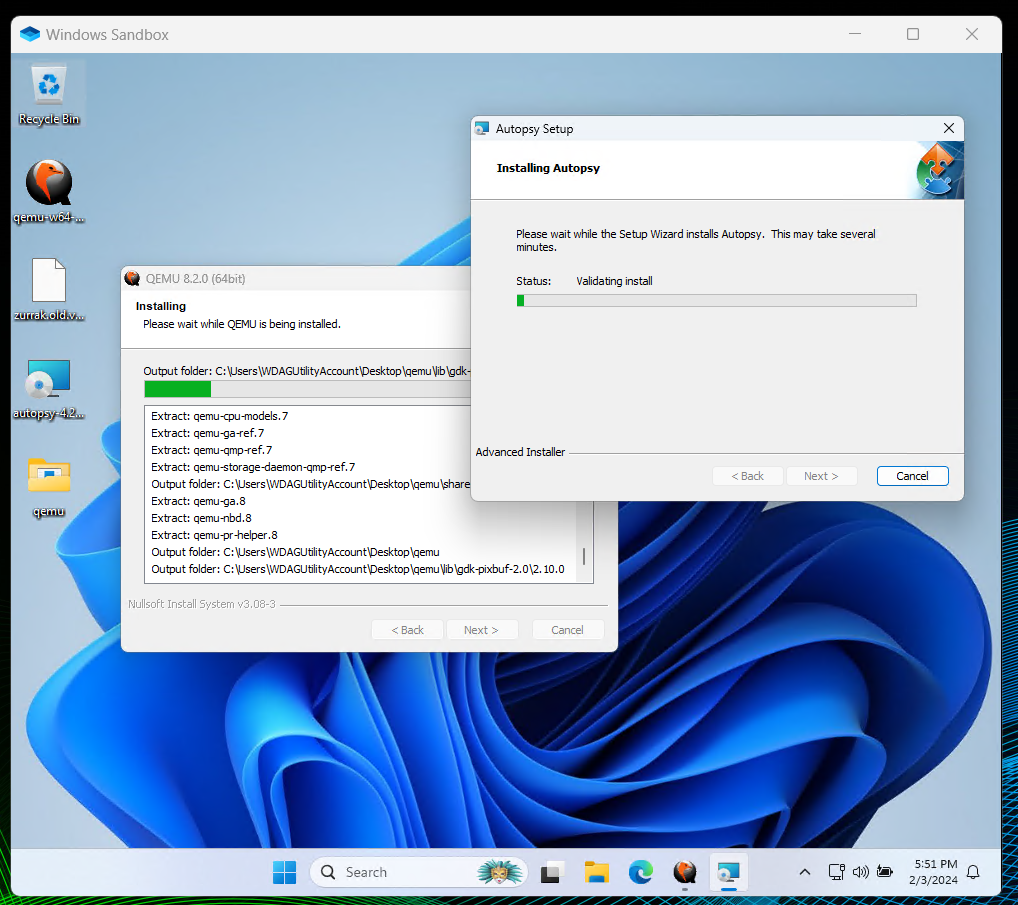 Windows Sandbox
Recycle Bin
qemu-w64-...
zurrak.old.v...
autopsy-4.2...
qemu
QEMU 8.2.0 (64bit)
Installing
Please wait while QEMU is being installed.
Output folder: C:\Users\WDAGUtilityAccount\Desktop\qemu\lib\gdk-
Extract: qemu-cpu-models.7
Extract: qemu-ga-ref.7
Extract: qemu-qmp-ref.7
Extract: qemu-storage-daemon-qmp-ref.7
Output folder: C:\Users\WDAGUtilityAccount\Desktop\qemu\share
Extract: qemu-ga.8
Extract: qemu-nbd.8
Extract: qemu-pr-helper.8
Output folder: C:\Users\WDAGUtilityAccount\Desktop\qemu
Output folder: C:\Users\WDAGUtilityAccount\Desktop\qemu\lib\gdk-pixbuf-2.0\2.10.0
Nullsoft Install System v3.08-3
< Back Next > Cancel
Autopsy Setup
Installing Autopsy
Please wait while the Setup Wizard installs Autopsy. This may take several
minutes.
Status: Validating install
Advanced Installer
< Back Next > Cancel
Search
5:51 PM
2/3/2024